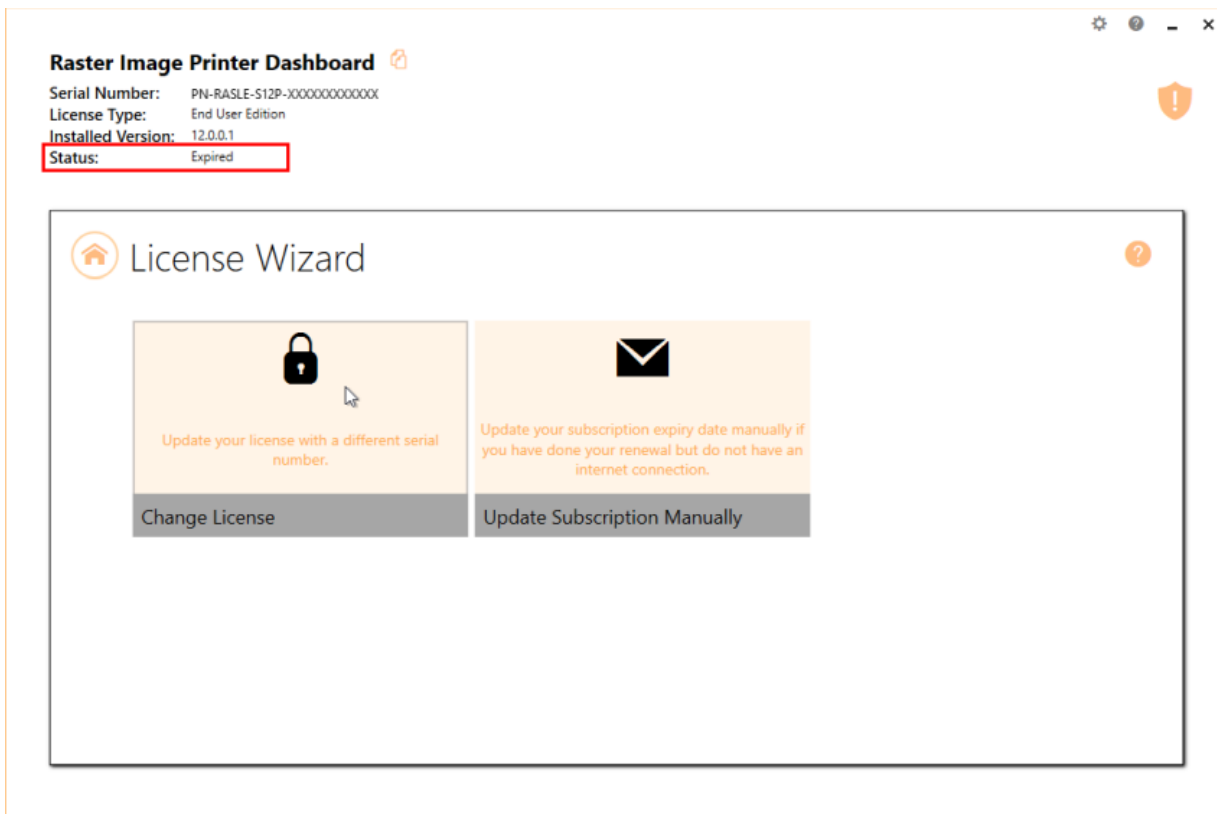 Raster Image Printer Dashboard
Serial Number: PN-RASLE-S12P-XXXXXXXXXXXX
License Type: End User Edition
Installed Version: 12.0.0.1
Status: Expired
License Wizard
Update your license with a different serial
number.
Change License
Update your subscription expiry date manually if
you have done your renewal but do not have an
internet connection.
Update Subscription Manually